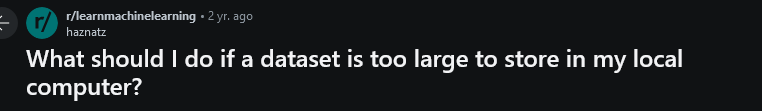 r/ r/learnmachinelearning • 2 yr. ago
haznatz
What should I do if a dataset is too large to store in my local
computer?